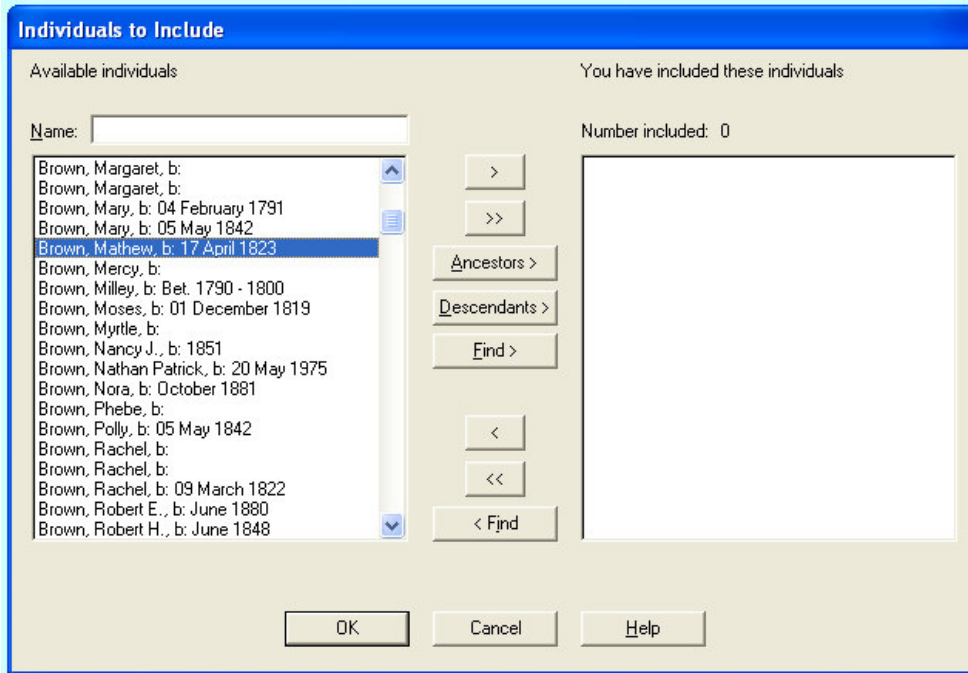 Individuals to Include
Available individuals
You have included these individuals
Name:
Number included: 0
Brown, Margaret, b:
Brown, Margaret, b:
Brown, Mary, b: 04 February 1791
Brown, Mary, b: 05 May 1842
Brown, Mathew, b: 17 April 1823
Brown, Mercy, b:
Brown, Milley, b: Bet. 1790 - 1800
Brown, Moses, b: 01 December 1819
Brown, Myrtle, b:
Brown, Nancy J., b: 1851
Brown, Nathan Patrick, b: 20 May 1975
Brown, Nora, b: October 1881
Brown, Phebe, b:
Brown, Polly, b: 05 May 1842
Brown, Rachel, b:
Brown, Rachel, b:
Brown, Rachel, b: 09 March 1822
Brown, Robert E., b: June 1880
Brown, Robert H., b: June 1848
>
>>
Ancestors >
Descendants >
Find >
<
<<
< Find
OK
Cancel
Help